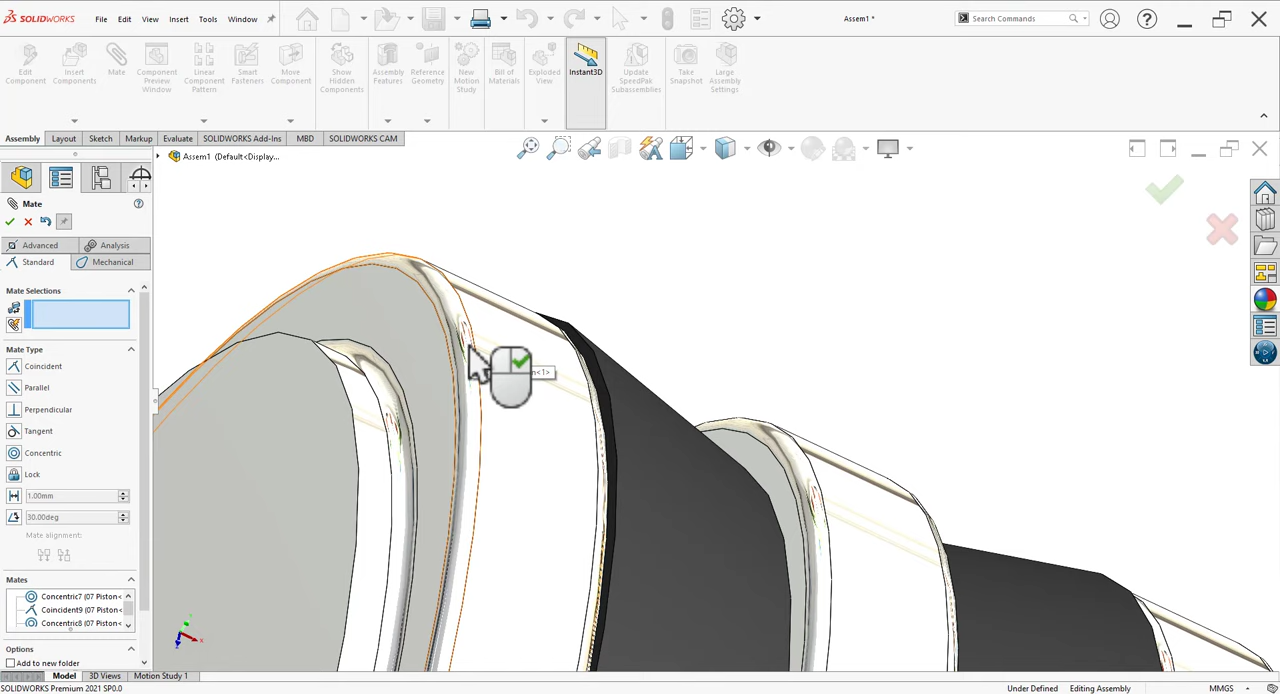 SOLIDWORKS File Edit View Insert Tools Window Assem1 * Search Commands
Edit Component
Insert Components
Mate
Component Preview Window
Linear Component Pattern
Smart Fasteners
Move Component
Show Hidden Components
Assembly Features
Reference Geometry
New Motion Study
Bill of Materials
Exploded View
Instant3D
Update SpeedPak Subassemblies
Take Snapshot
Large Assembly Settings
Assembly Layout Sketch Markup Evaluate SOLIDWORKS Add-Ins MBD SOLIDWORKS CAM
Assem1 (Default<Display...
Mate
Advanced Analysis
Standard Mechanical
Mate Selections
Mate Type
Coincident
Parallel
n<1>
Perpendicular
Tangent
Concentric
Lock
1.00mm
30.00deg
Mate alignment:
Mates
Concentric7 (07 Piston<
Coincident9 (07 Piston<
Concentric8 (07 Piston<
Options
Add to new folder
Model 3D Views Motion Study 1
SOLIDWORKS Premium 2021 SP0.0 Under Defined Editing Assembly MMGS